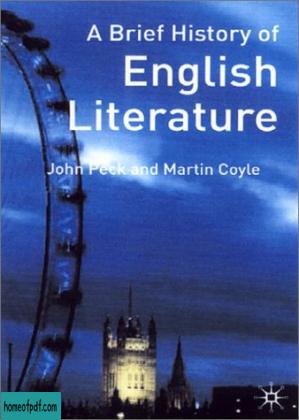 A Brief History of
English
Literature
John Peck and Martin Coyle
homeofpdf.com